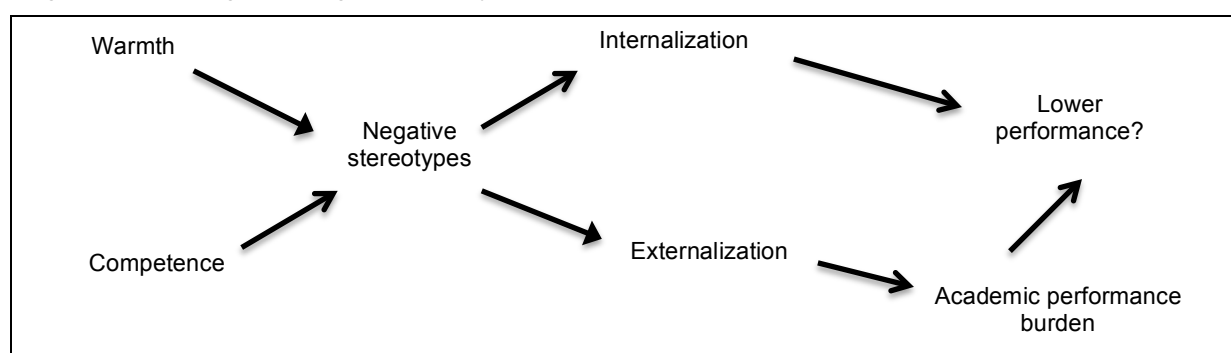 Warmth
Internalization
Lower
performance?
Negative
stereotypes
Competence
Externalization
Academic performance
burden